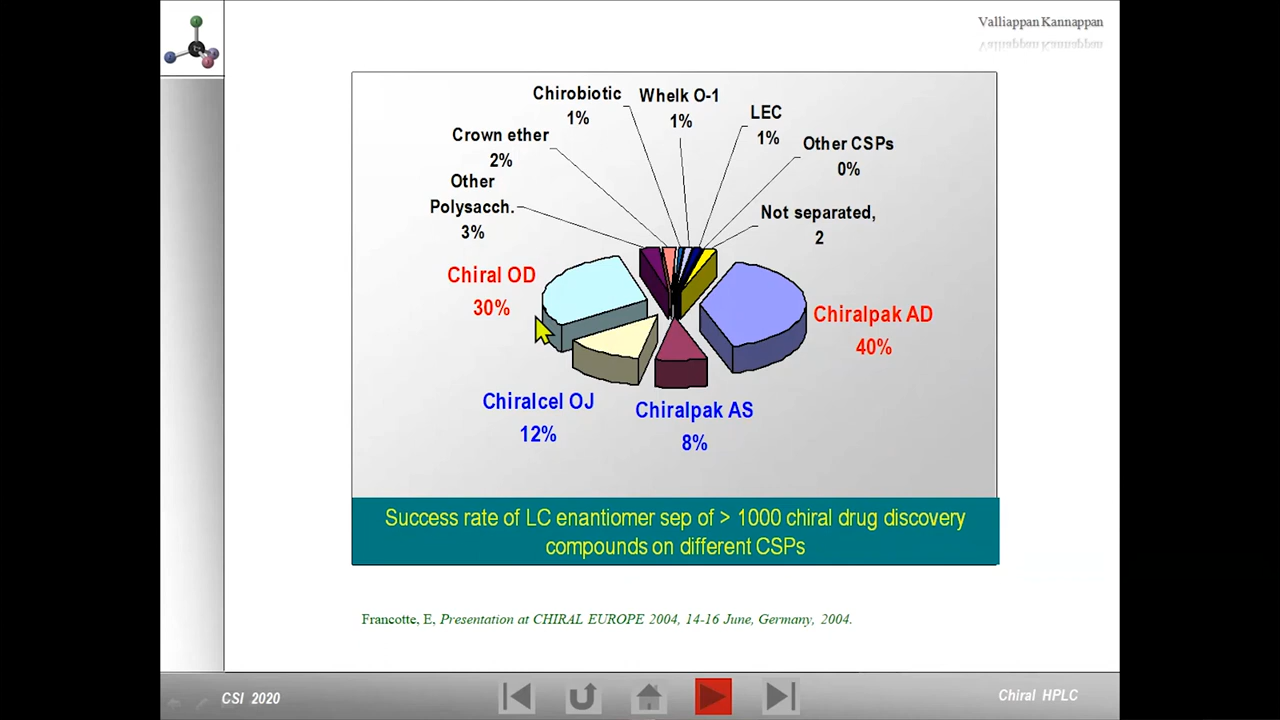 Valliappan Kannappan
Chirobiotic
1%
Whelk O-1
1%
LEC
1%
Crown ether
2%
Other CSPs
0%
Other
Polysacch.
3%
Not separated,
2
Chiral OD
30%
Chiralpak AD
40%
Chiralcel OJ
12%
Chiralpak AS
8%
Success rate of LC enantiomer sep of > 1000 chiral drug discovery
compounds on different CSPs
Francotte, E, Presentation at CHIRAL EUROPE 2004, 14-16 June, Germany, 2004.
CSI 2020
Chiral HPLC